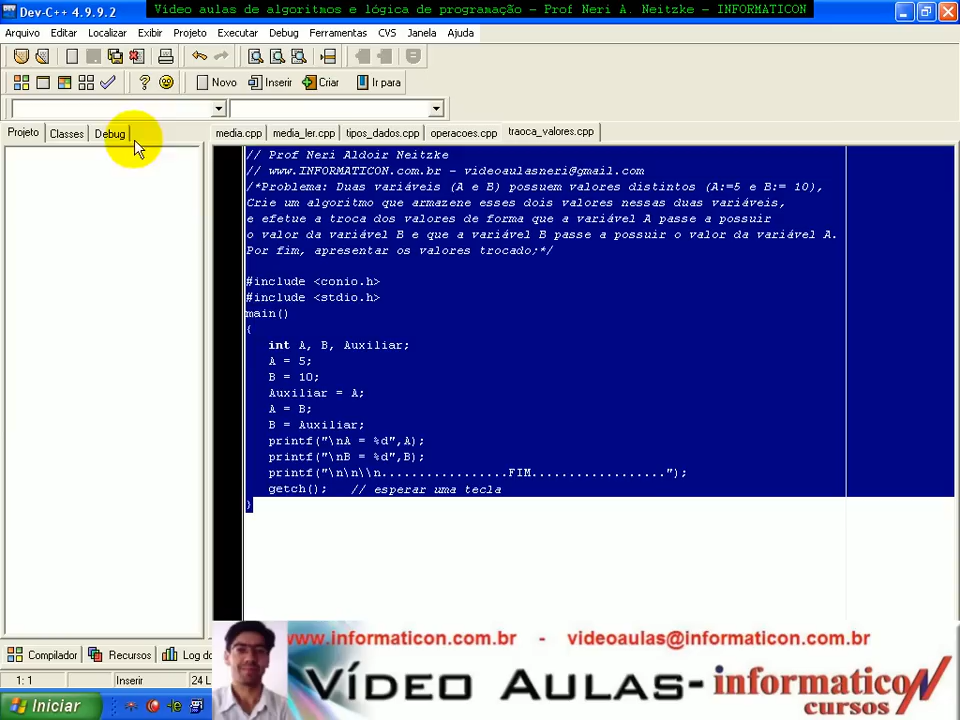 Dev-C++ 4.9.9.2
Vídeo aulas de algoritmos e lógica de programação – Prof Neri A. Neitzke – INFORMATICON
Arquivo Editar Localizar Exibir Projeto Executar Debug Ferramentas CVS Janela Ajuda
Novo Inserir Criar Ir para
Projeto Classes Debug
media.cpp media_ler.cpp tipos_dados.cpp operacoes.cpp traoca_valores.cpp
// Prof Neri Aldoir Neitzke
// www.INFORMATICON.com.br - videoaulasneri@gmail.com
/*Problema: Duas variáveis (A e B) possuem valores distintos (A:=5 e B:= 10),
Crie um algoritmo que armazene esses dois valores nessas duas variáveis,
e efetue a troca dos valores de forma que a variável A passe a possuir
o valor da variável B e que a variável B passe a possuir o valor da variável A.
Por fim, apresentar os valores trocado;*/
#include <conio.h>
#include <stdio.h>
main()
{
int A, B, Auxiliar;
A = 5;
B = 10;
Auxiliar = A;
A = B;
B = Auxiliar;
printf("\nA = %d",A);
printf("\nB = %d",B);
printf("\n\n\\n.................FIM..................");
getch();   // esperar uma tecla
}
www.informaticon.com.br - videoaulas@informaticon.com.br
Vídeo Aulas-informaticon
cursos
Compilador Recursos Log do
1: 1 Inserir 24 L
Iniciar